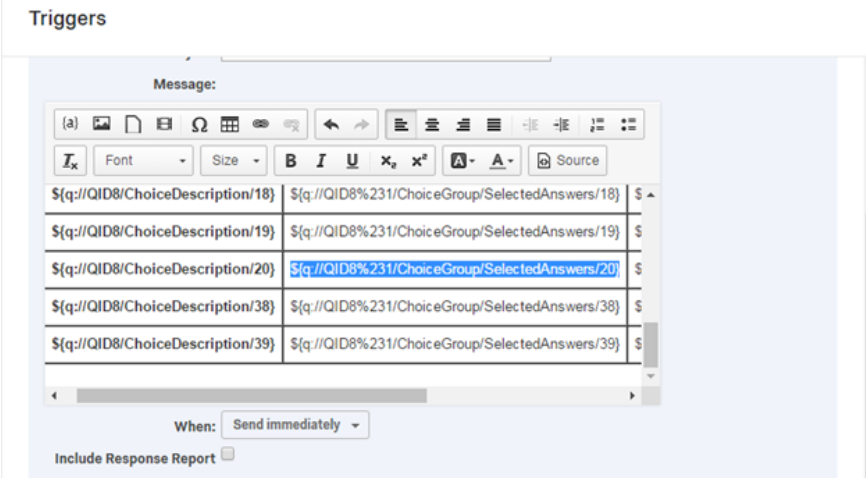 Triggers
Message:
Font Size B I U x₂ x² A A Source
${q://QID8/ChoiceDescription/18} ${q://QID8%231/ChoiceGroup/SelectedAnswers/18} $
${q://QID8/ChoiceDescription/19} ${q://QID8%231/ChoiceGroup/SelectedAnswers/19} $
${q://QID8/ChoiceDescription/20} ${q://QID8%231/ChoiceGroup/SelectedAnswers/20} $
${q://QID8/ChoiceDescription/38} ${q://QID8%231/ChoiceGroup/SelectedAnswers/38} $
${q://QID8/ChoiceDescription/39} ${q://QID8%231/ChoiceGroup/SelectedAnswers/39} $
When: Send immediately
Include Response Report